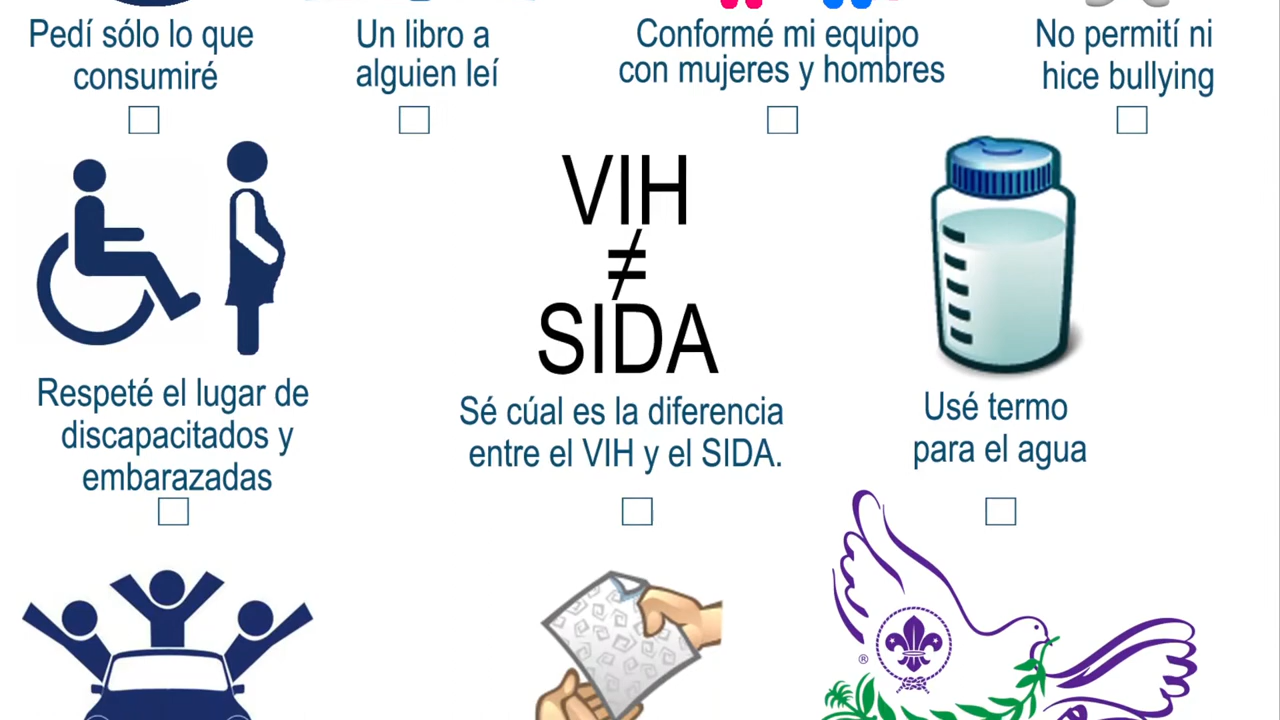 Pedí sólo lo que
consumiré
Un libro a
alguien leí
Conformé mi equipo
con mujeres y hombres
No permití ni
hice bullying
VIH
≠
SIDA
Respeté el lugar de
discapacitados y
embarazadas
Sé cúal es la diferencia
entre el VIH y el SIDA.
Usé termo
para el agua
®